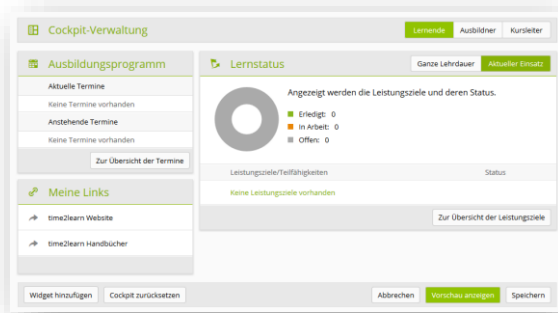 Cockpit-Verwaltung
Lernende Ausbildner Kursleiter
Ausbildungsprogramm
Aktuelle Termine
Keine Termine vorhanden
Anstehende Termine
Keine Termine vorhanden
Zur Übersicht der Termine
Meine Links
time2learn Website
time2learn Handbücher
Lernstatus
Ganze Lehrdauer Aktueller Einsatz
Angezeigt werden die Leistungsziele und deren Status.
Erledigt: 0
In Arbeit: 0
Offen: 0
Leistungsziele/Teilfähigkeiten Status
Keine Leistungsziele vorhanden
Zur Übersicht der Leistungsziele
Widget hinzufügen Cockpit zurücksetzen Abbrechen Vorschau anzeigen Speichern